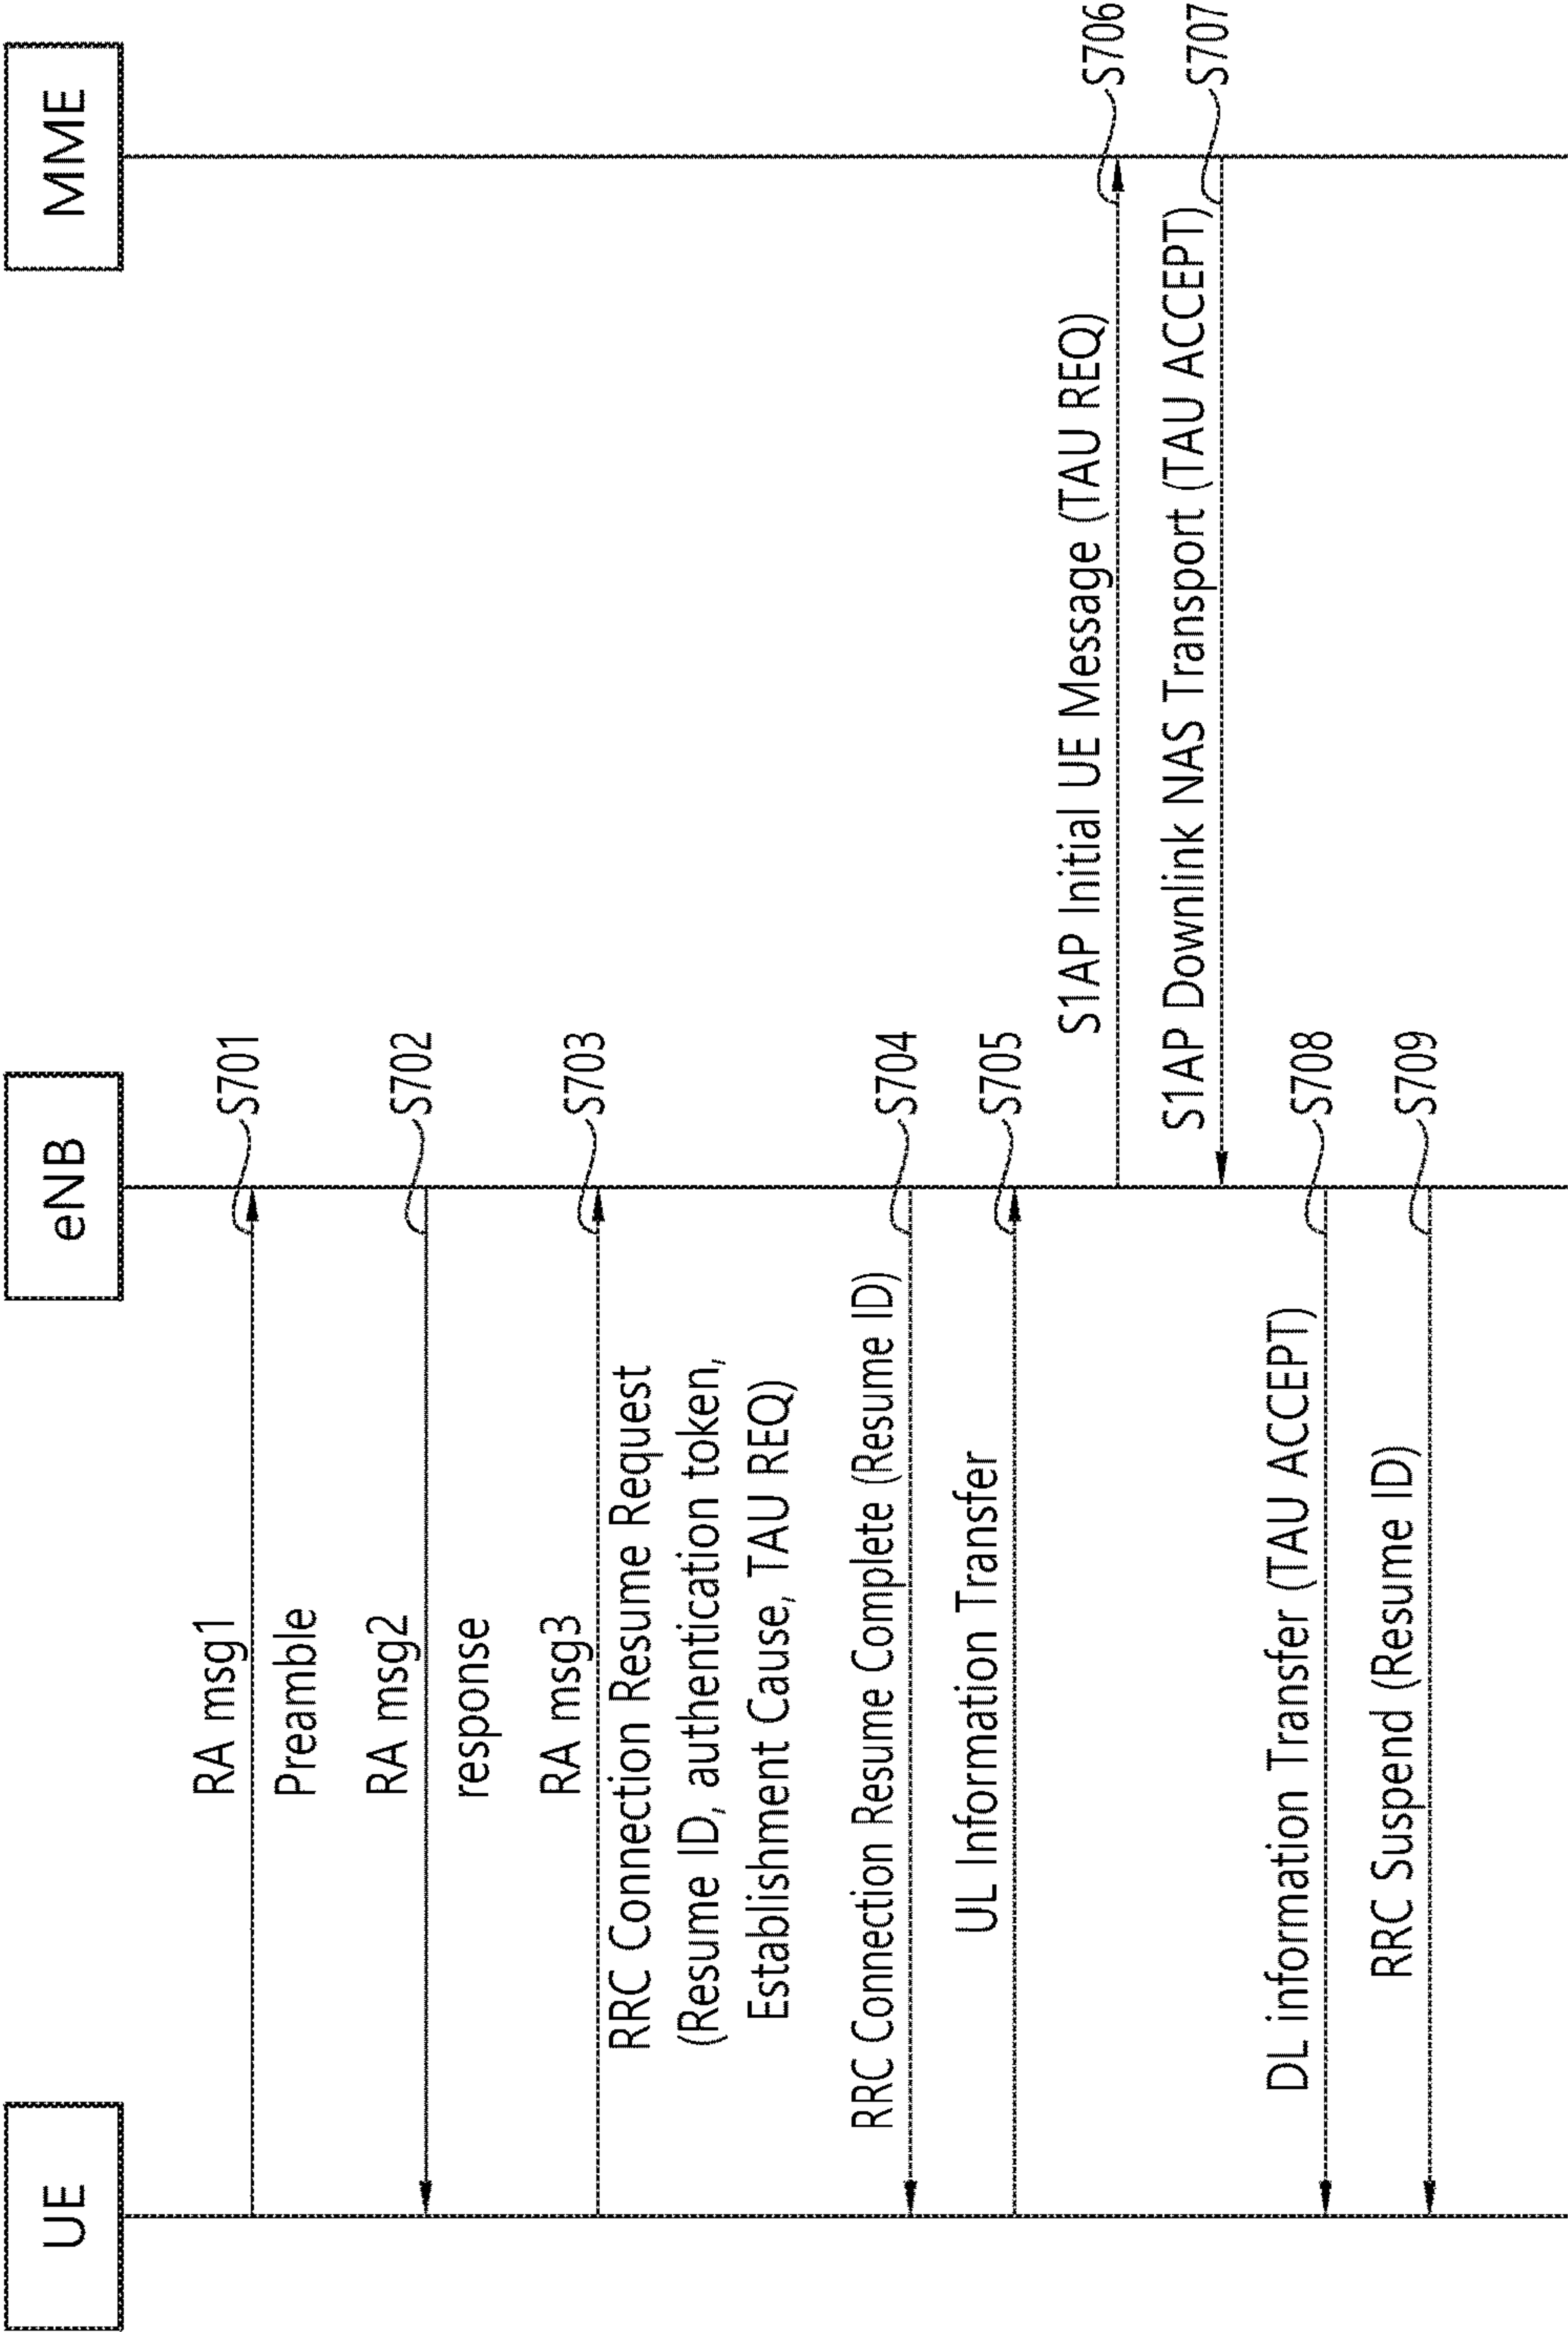 UE
eNB
MME
RA msg1
S701
Preamble
RA msg2
S702
response
RA msg3
S703
RRC Connection Resume Request
(Resume ID, authentication token,
Establishment Cause, TAU REQ)
RRC Connection Resume Complete (Resume ID)
S704
UL Information Transfer
S705
S1AP Initial UE Message (TAU REQ)
S706
S1AP Downlink NAS Transport (TAU ACCEPT)
S707
DL information Transfer (TAU ACCEPT)
S708
RRC Suspend (Resume ID)
S709